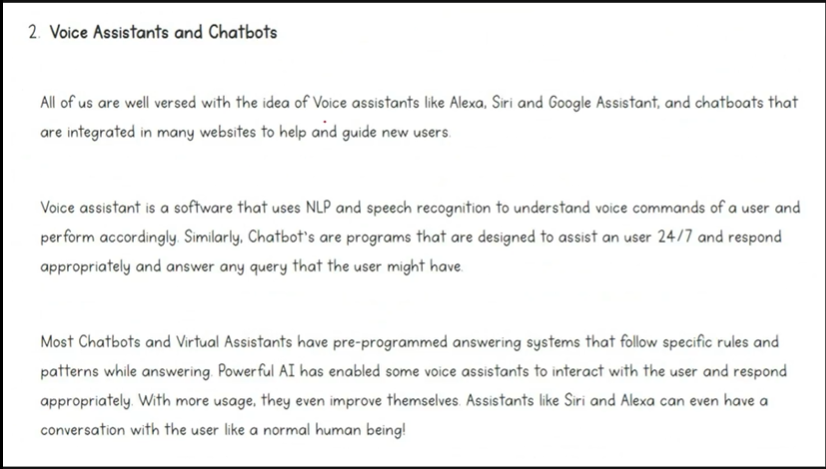 2. Voice Assistants and Chatbots
All of us are well versed with the idea of Voice assistants like Alexa, Siri and Google Assistant, and chatboats that
are integrated in many websites to help and guide new users.
Voice assistant is a software that uses NLP and speech recognition to understand voice commands of a user and
perform accordingly. Similarly, Chatbot's are programs that are designed to assist an user 24/7 and respond
appropriately and answer any query that the user might have.
Most Chatbots and Virtual Assistants have pre-programmed answering systems that follow specific rules and
patterns while answering. Powerful AI has enabled some voice assistants to interact with the user and respond
appropriately. With more usage, they even improve themselves. Assistants like Siri and Alexa can even have a
conversation with the user like a normal human being!